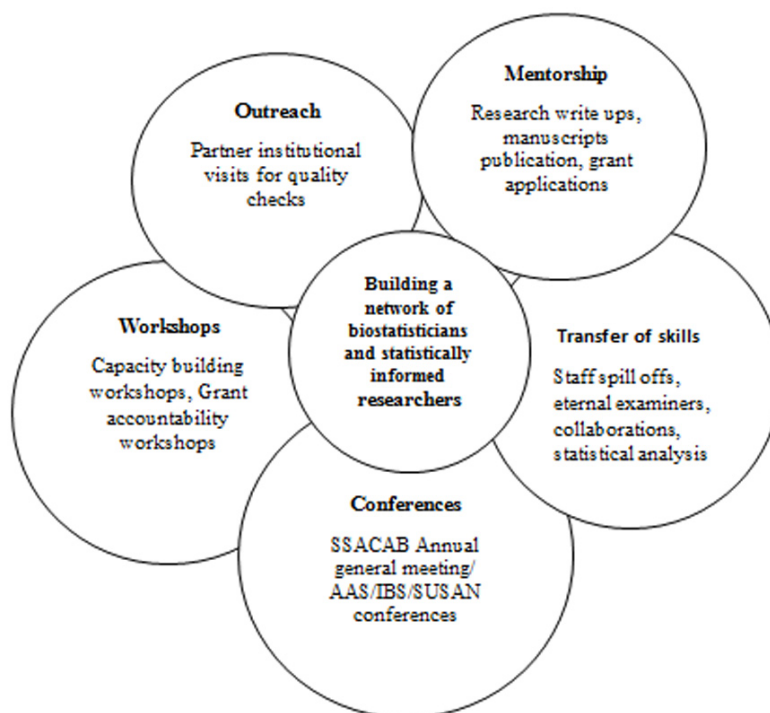 Mentorship
Research write ups,
manuscripts
publication, grant
applications
Outreach
Partner institutional
visits for quality
checks
Building a
network of
biostatisticians
and statistically
informed
researchers
Workshops
Capacity building
workshops, Grant
accountability
workshops
Transfer of skills
Staff spill offs,
eternal examiners,
collaborations,
statistical analysis
Conferences
SSACAB Annual
general meeting/
AAS/IBS/SUSAN
conferences